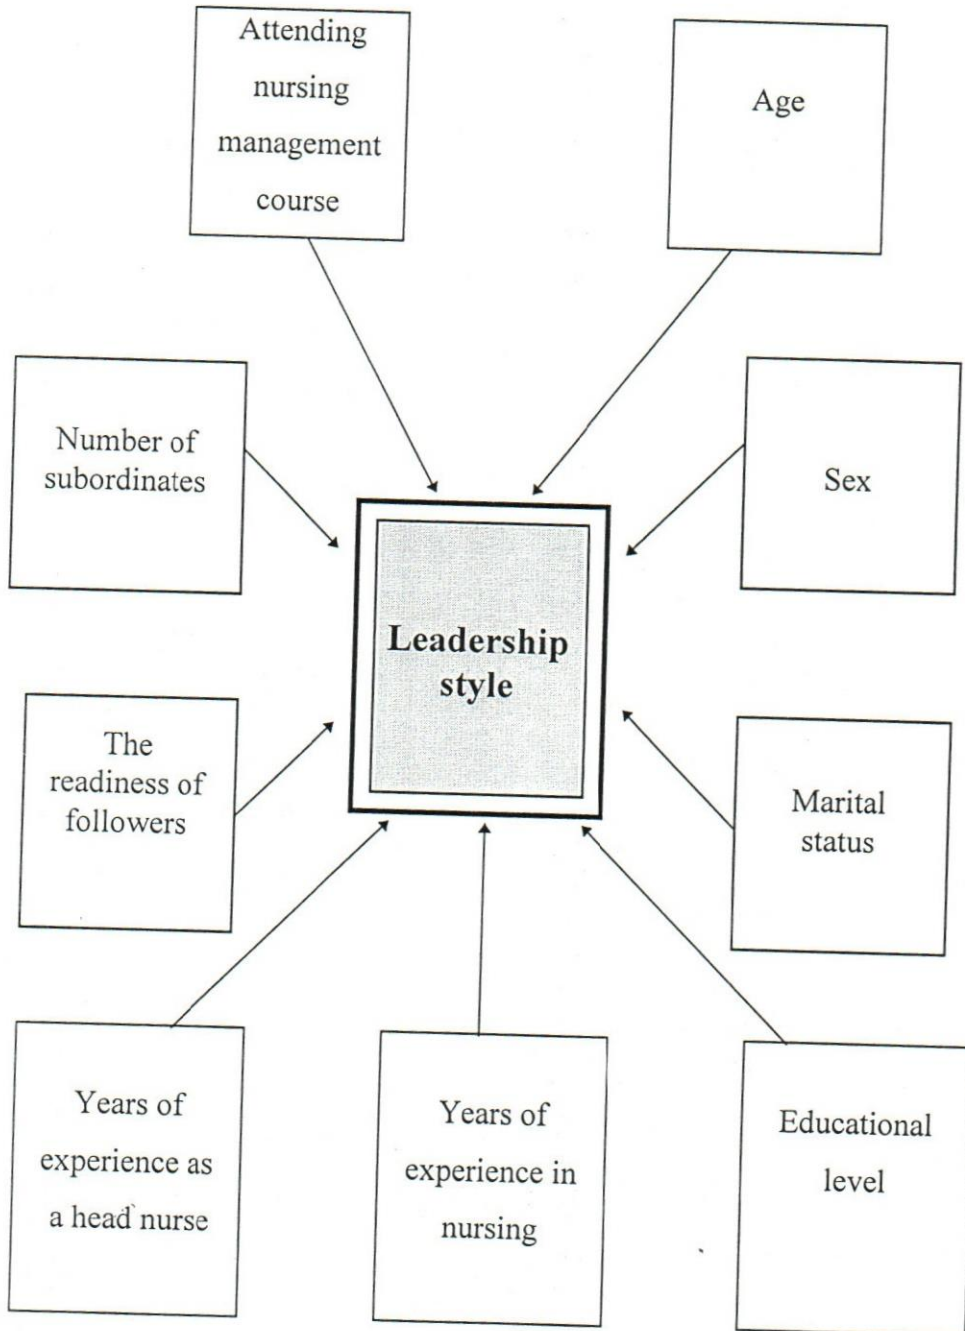 Attending
nursing
management
course
Age
Number of
subordinates
Sex
Leadership
style
The
readiness of
followers
Marital
status
Years of
experience as
a head nurse
Years of
experience in
nursing
Educational
level